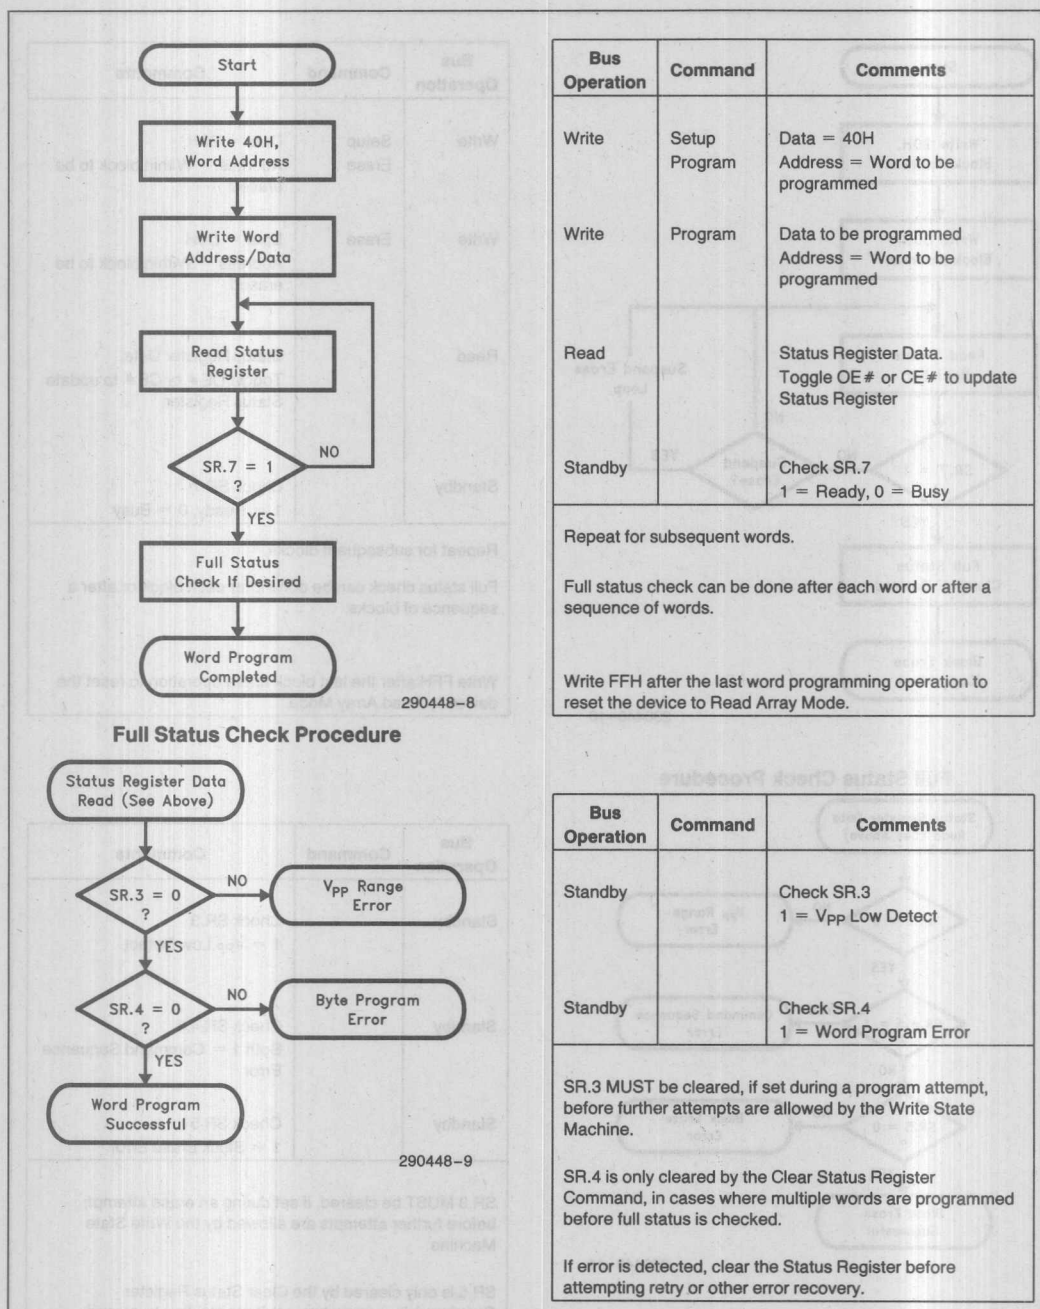 Start
Write 40H,
Word Address
Write Word
Address/Data
Read Status
Register
SR.7 = 1
?
NO
YES
Full Status
Check If Desired
Word Program
Completed
290448–8
Bus Operation Command Comments
Write Setup Data = 40H
Program Address = Word to be
programmed
Write Program Data to be programmed
Address = Word to be
programmed
Read Status Register Data.
Toggle OE# or CE# to update
Status Register
Standby Check SR.7
1 = Ready, 0 = Busy
Repeat for subsequent words.
Full status check can be done after each word or after a
sequence of words.
Write FFH after the last word programming operation to
reset the device to Read Array Mode.
Full Status Check Procedure
Status Register Data
Read (See Above)
SR.3 = 0
?
NO
VPP Range
Error
YES
SR.4 = 0
?
NO
Byte Program
Error
YES
Word Program
Successful
290448–9
Bus Operation Command Comments
Standby Check SR.3
1 = VPP Low Detect
Standby Check SR.4
1 = Word Program Error
SR.3 MUST be cleared, if set during a program attempt,
before further attempts are allowed by the Write State
Machine.
SR.4 is only cleared by the Clear Status Register
Command, in cases where multiple words are programmed
before full status is checked.
If error is detected, clear the Status Register before
attempting retry or other error recovery.